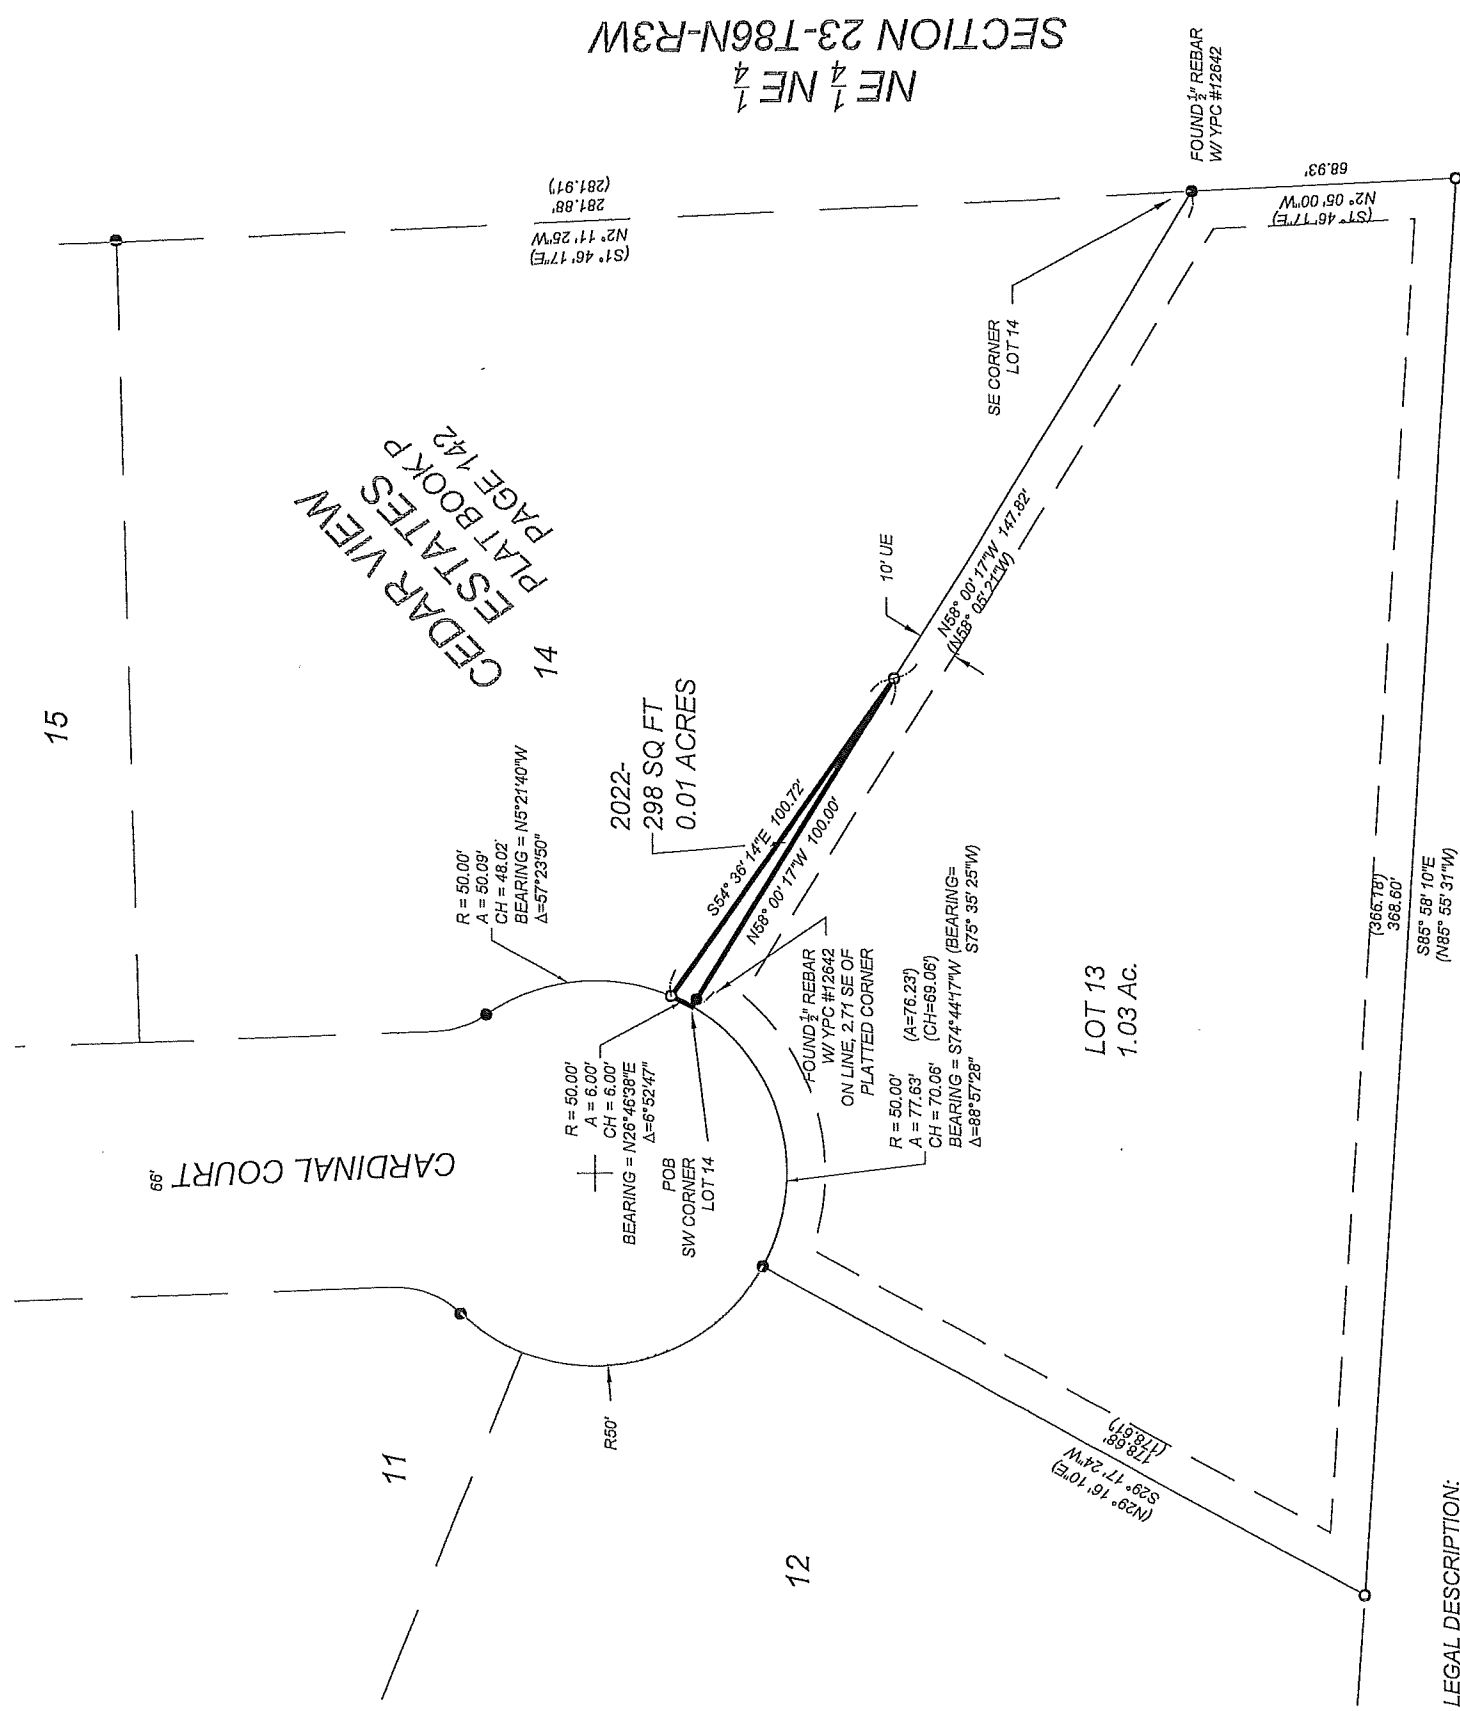 SECTION 23-T86N-R3W
NE 1/4 NE 1/4
FOUND 1/2" REBAR
W/ YPC #12642
(S1° 46' 17"E)
N2° 11' 25"W
281.88'
(281.91')
68.93'
N2° 05' 00"W
(S1° 46' 17"E)
SE CORNER
LOT 14
CEDAR VIEW
ESTATES
PLAT BOOK P
PAGE 142
15
14
10' UE
N58° 00' 17"W 147.82'
(N58° 05' 21"W)
2022-
298 SQ FT
0.01 ACRES
S54° 36' 14"E 100.72'
N58° 00' 17"W 100.00'
R = 50.00'
A = 50.09'
CH = 48.02'
BEARING = N5°21'40"W
Δ=57°23'50"
R = 50.00'
A = 6.00'
CH = 6.00'
BEARING = N26°46'38"E
Δ=6°52'47"
FOUND 1/2" REBAR
W/ YPC #12642
ON LINE, 2.71 SE OF
PLATTED CORNER
POB
SW CORNER
LOT 14
R = 50.00'
A = 77.63' (A=76.23')
CH = 70.06' (CH=69.06')
BEARING = S74°44'17"W (BEARING=
S75° 35' 25"W)
Δ=88°57'28"
CARDINAL COURT 66'
LOT 13
1.03 Ac.
(366.18')
368.60'
S85° 58' 10"E
(N85° 55' 31"W)
R50'
11
12
(N29° 16' 10"E)
S29° 17' 24"W
178.68'
(178.61')
LEGAL DESCRIPTION: